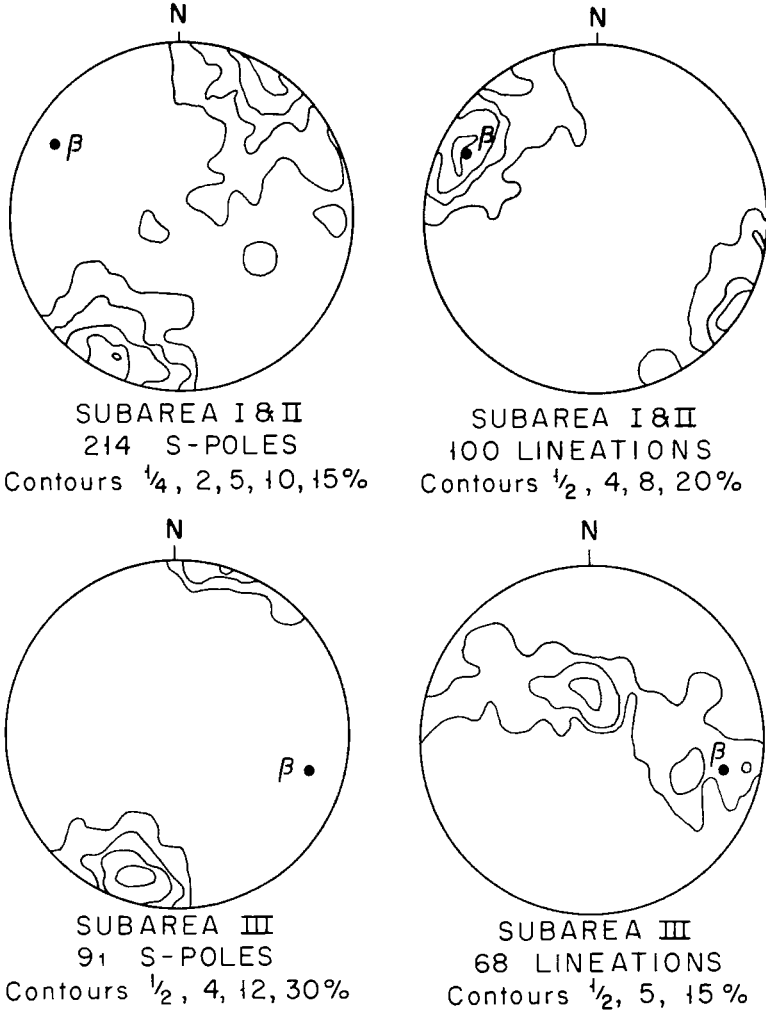 N
β
SUBAREA I & II
214 S-POLES
Contours ¼, 2, 5, 10, 15%
N
β
SUBAREA I & II
100 LINEATIONS
Contours ½, 4, 8, 20%
N
β
SUBAREA III
91 S-POLES
Contours ½, 4, 12, 30%
N
β
SUBAREA III
68 LINEATIONS
Contours ½, 5, 15%